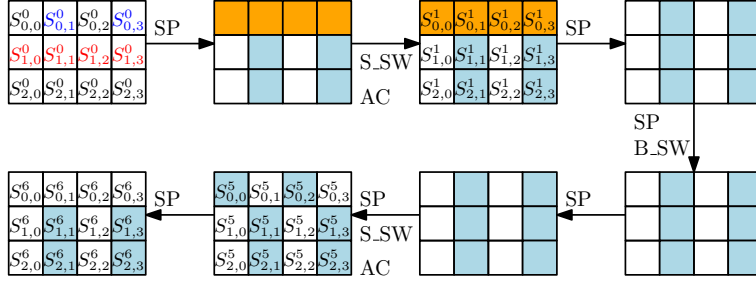 S^0_{0,0} S^0_{0,1} S^0_{0,2} S^0_{0,3}
S^0_{1,0} S^0_{1,1} S^0_{1,2} S^0_{1,3}
S^0_{2,0} S^0_{2,1} S^0_{2,2} S^0_{2,3}
SP
SP
S_SW
AC
S^1_{0,0} S^1_{0,1} S^1_{0,2} S^1_{0,3}
S^1_{1,0} S^1_{1,1} S^1_{1,2} S^1_{1,3}
S^1_{2,0} S^1_{2,1} S^1_{2,2} S^1_{2,3}
SP
SP
B_SW
SP
SP
S_SW
AC
S^5_{0,0} S^5_{0,1} S^5_{0,2} S^5_{0,3}
S^5_{1,0} S^5_{1,1} S^5_{1,2} S^5_{1,3}
S^5_{2,0} S^5_{2,1} S^5_{2,2} S^5_{2,3}
SP
S^6_{0,0} S^6_{0,1} S^6_{0,2} S^6_{0,3}
S^6_{1,0} S^6_{1,1} S^6_{1,2} S^6_{1,3}
S^6_{2,0} S^6_{2,1} S^6_{2,2} S^6_{2,3}